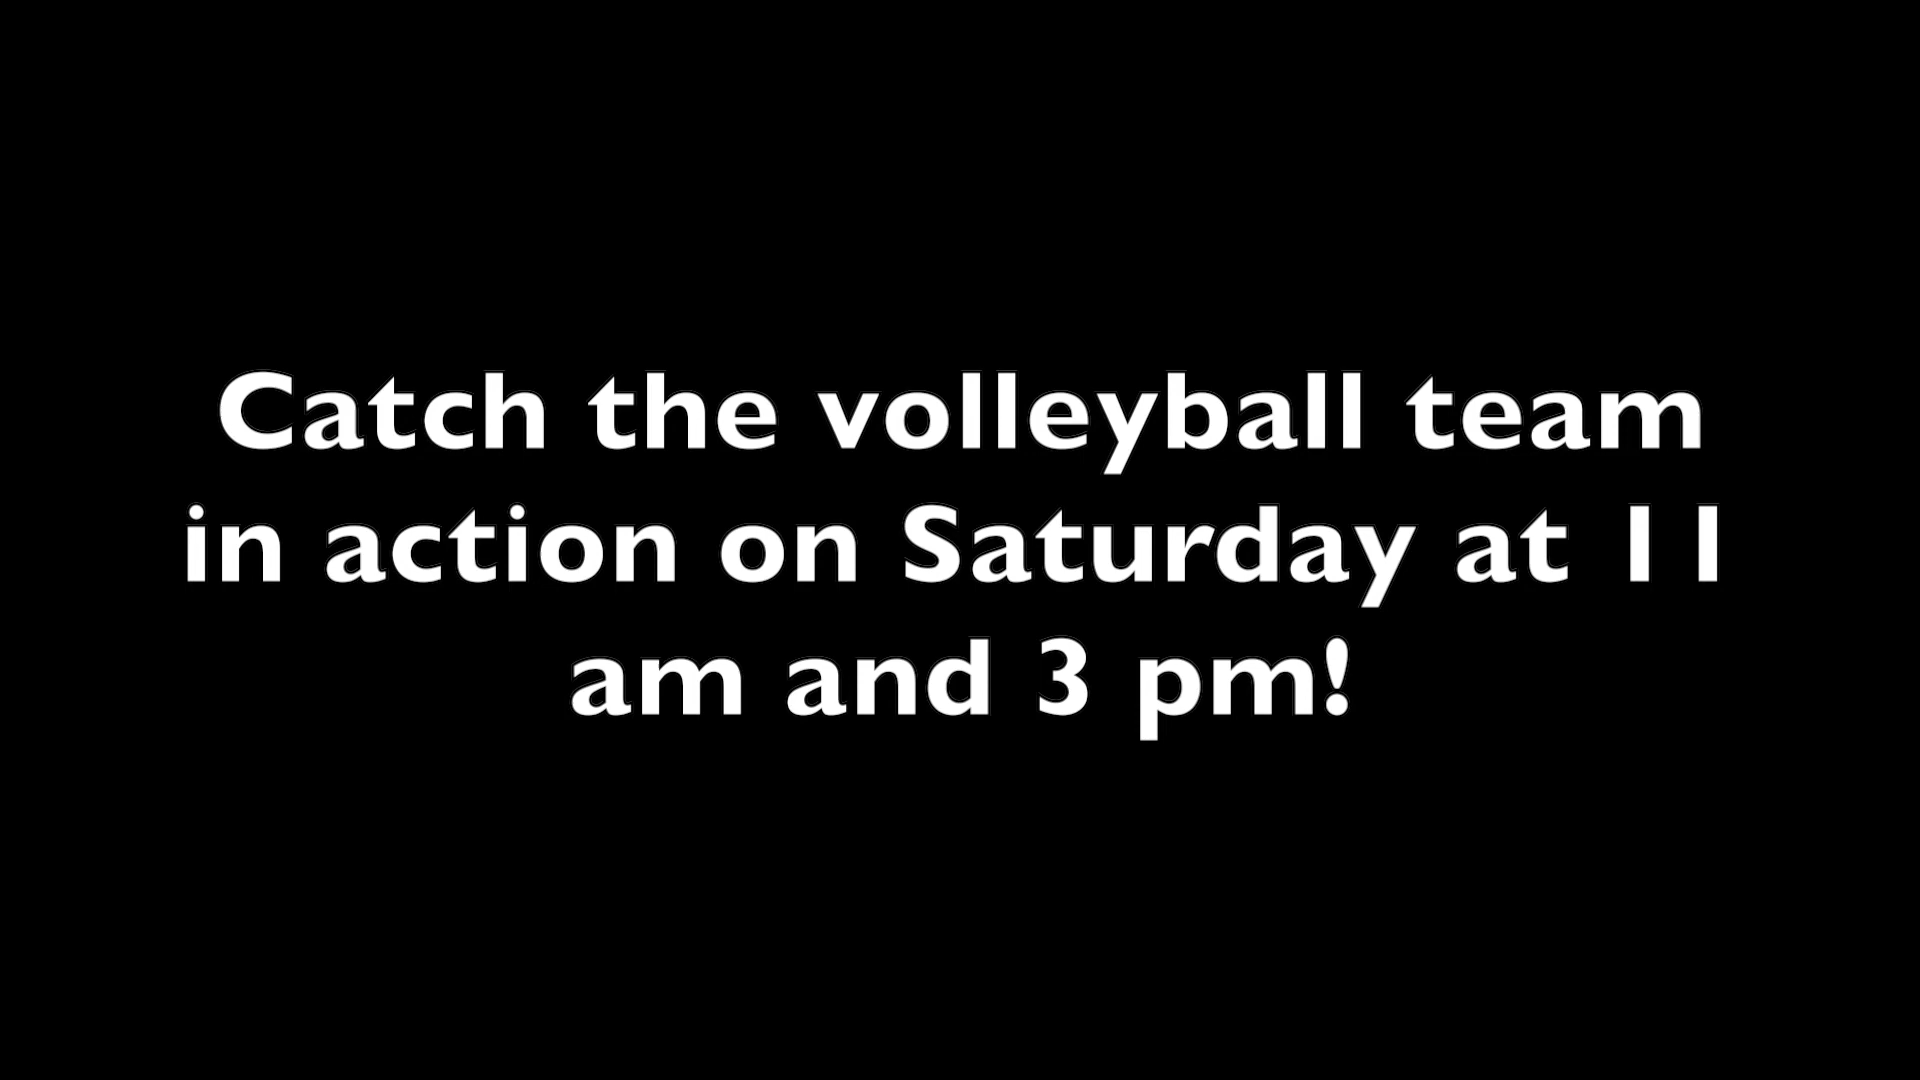 Catch the volleyball team
in action on Saturday at 11
am and 3 pm!